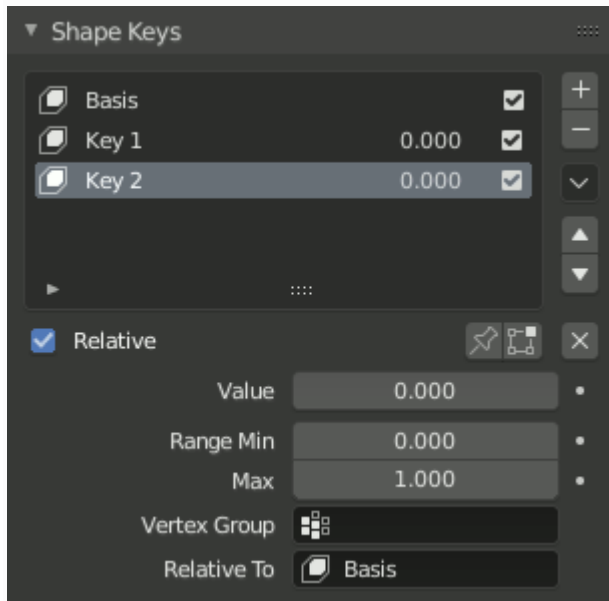 Shape Keys
Basis
Key 1 0.000
Key 2 0.000
Relative
Value 0.000
Range Min 0.000
Max 1.000
Vertex Group
Relative To Basis